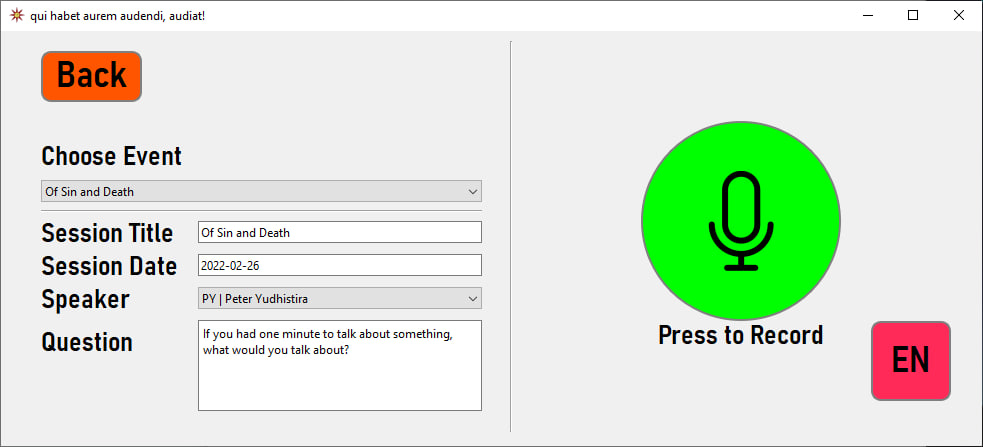 qui habet aurem audendi, audiat!
Back
Choose Event
Of Sin and Death
Session Title
Of Sin and Death
Session Date
2022-02-26
Speaker
PY | Peter Yudhistira
Question
If you had one minute to talk about something,
what would you talk about?
Press to Record
EN